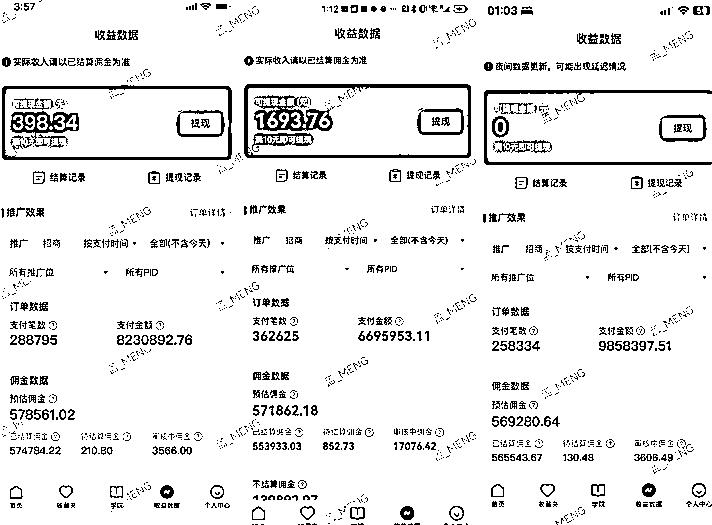 3:57
收益数据
实际收入请以已结算佣金为准
可提现金额(元)
398.34
满10元即可提现
提现
结算记录
提现记录
推广效果
订单详情
推广 招商 按支付时间 全部(不含今天)
所有推广位 所有PID
订单数据
支付笔数 支付金额
288795 8230892.76
佣金数据
预估佣金
578561.02
已结算佣金 待结算佣金 审核中佣金
574784.22 210.80 3566.00
首页 收藏夹 学院 收益数据 个人中心
1:12
收益数据
实际收入请以已结算佣金为准
可提现金额(元)
1693.76
满10元即可提现
提现
结算记录
提现记录
推广效果
订单详情
推广 招商 按支付时间 全部(不含今天)
所有推广位 所有PID
订单数据
支付笔数 支付金额
362625 6695953.11
佣金数据
预估佣金
571862.18
已结算佣金 待结算佣金 审核中佣金
553933.03 852.73 17076.42
不结算佣金
01:03
收益数据
夜间数据更新，可能出现延迟情况
可提现金额(元)
0
满10元即可提现
提现
结算记录
提现记录
推广效果
订单详情
推广 招商 按支付时间 全部(不含今天)
所有推广位 所有PID
订单数据
支付笔数 支付金额
258334 9858397.51
佣金数据
预估佣金
569280.64
已结算佣金 待结算佣金 审核中佣金
565543.67 130.48 3606.49
首页 收藏夹 学院 收益数据 个人中心